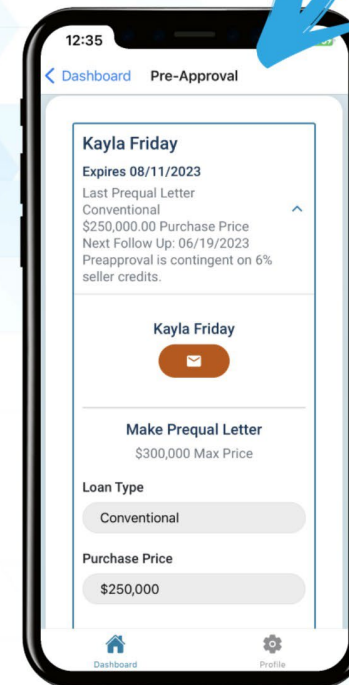 12:35
Dashboard Pre-Approval
Kayla Friday
Expires 08/11/2023
Last Prequal Letter
Conventional
$250,000.00 Purchase Price
Next Follow Up: 06/19/2023
Preapproval is contingent on 6%
seller credits.
Kayla Friday
Make Prequal Letter
$300,000 Max Price
Loan Type
Conventional
Purchase Price
$250,000
Dashboard Profile